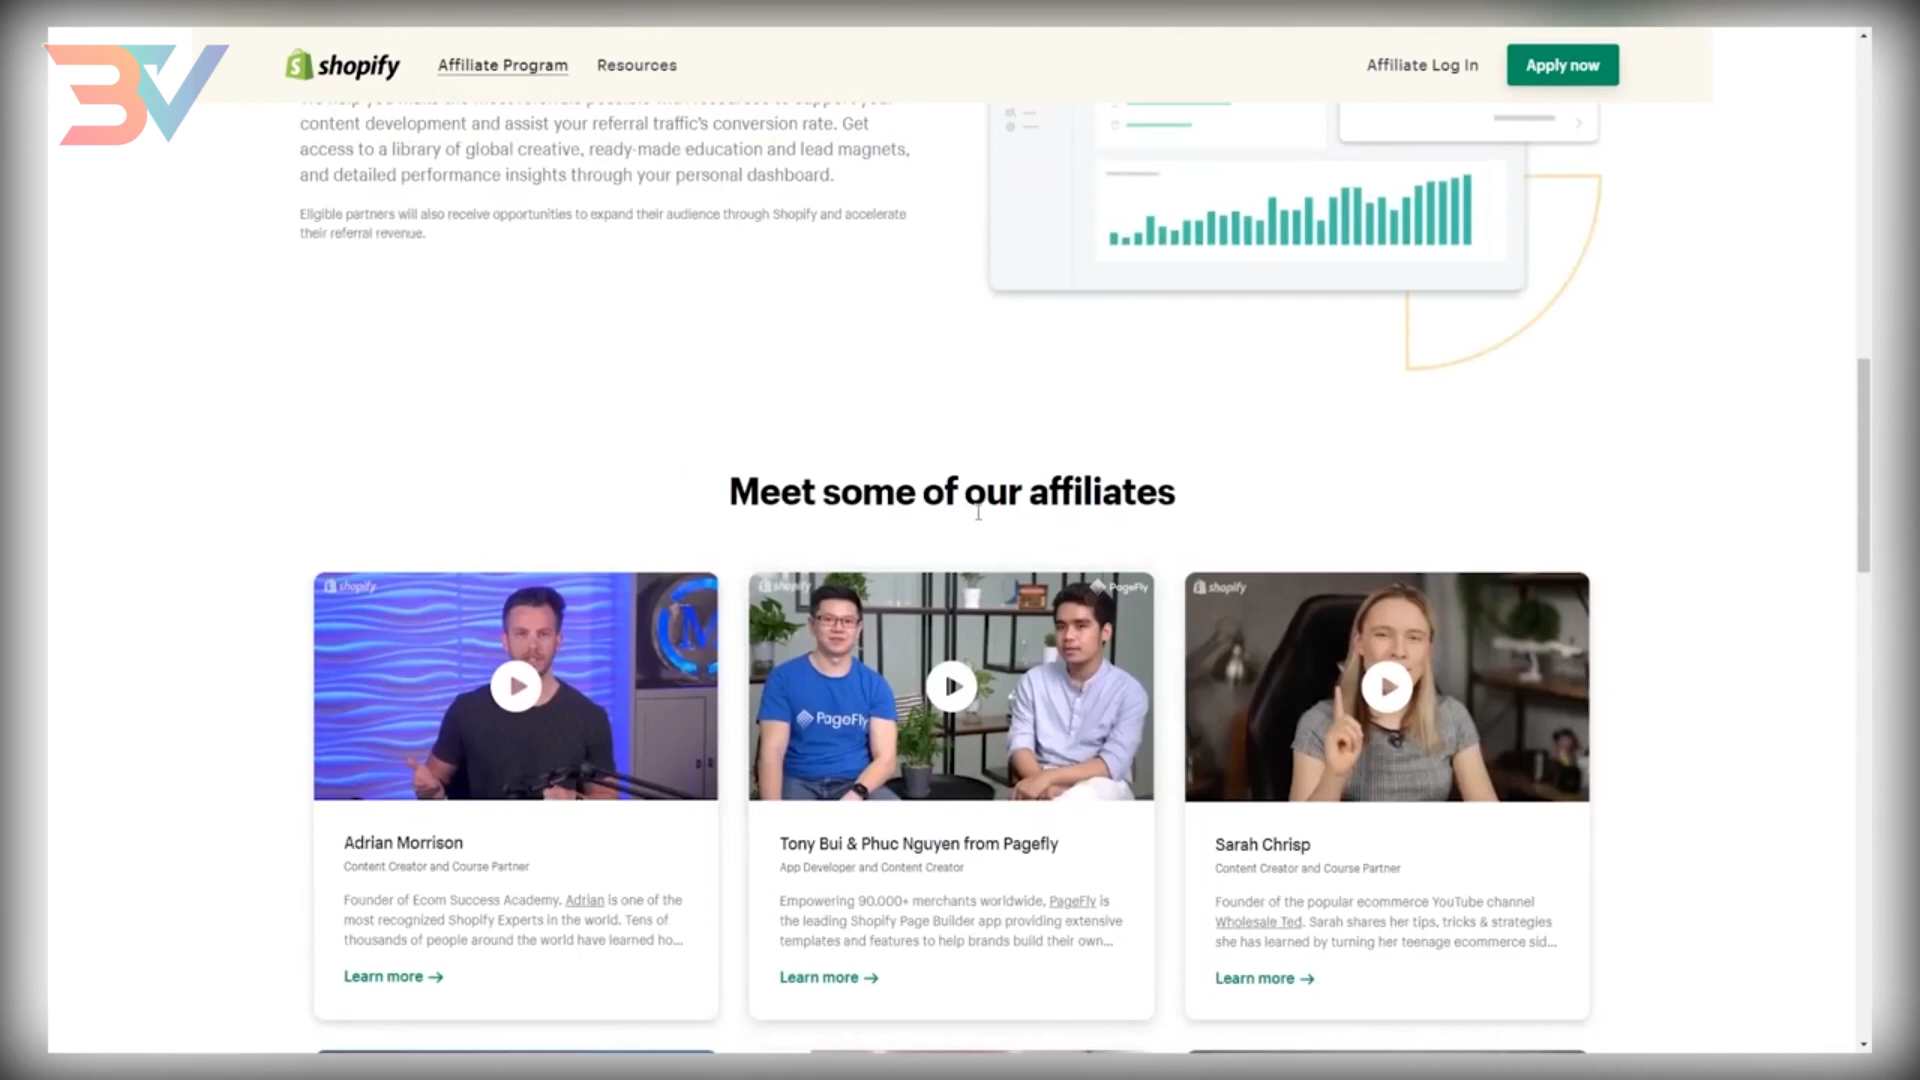 3V
shopify
Affiliate Program
Resources
Affiliate Log In
Apply now
content development and assist your referral traffic's conversion rate. Get
access to a library of global creative, ready-made education and lead magnets,
and detailed performance insights through your personal dashboard.
Eligible partners will also receive opportunities to expand their audience through Shopify and accelerate
their referral revenue.
Meet some of our affiliates
shopify
M
shopify
PageFly
PageFly
shopify
Adrian Morrison
Content Creator and Course Partner
Founder of Ecom Success Academy, Adrian is one of the
most recognized Shopify Experts in the world. Tens of
thousands of people around the world have learned ho...
Learn more →
Tony Bui & Phuc Nguyen from Pagefly
App Developer and Content Creator
Empowering 90.000+ merchants worldwide, PageFly is
the leading Shopify Page Builder app providing extensive
templates and features to help brands build their own...
Learn more →
Sarah Chrisp
Content Creator and Course Partner
Founder of the popular ecommerce YouTube channel
Wholesale Ted, Sarah shares her tips, tricks & strategies
she has learned by turning her teenage ecommerce sid...
Learn more →